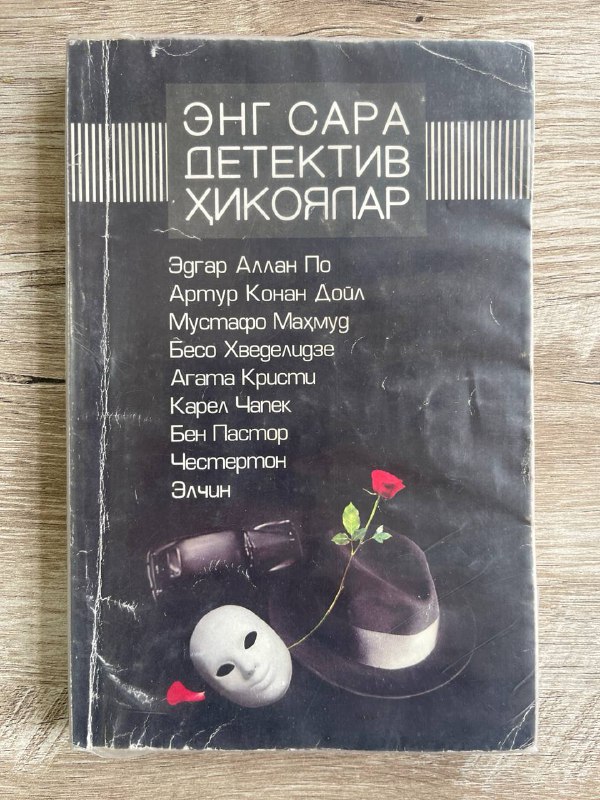 ЭНГ САРА
ДЕТЕКТИВ
ҲИКОЯЛАР
Эдгар Аллан По
Артур Конан Дойл
Мустафо Маҳмуд
Бесо Хведелидзе
Агата Кристи
Карел Чапек
Бен Пастор
Честертон
Элчин